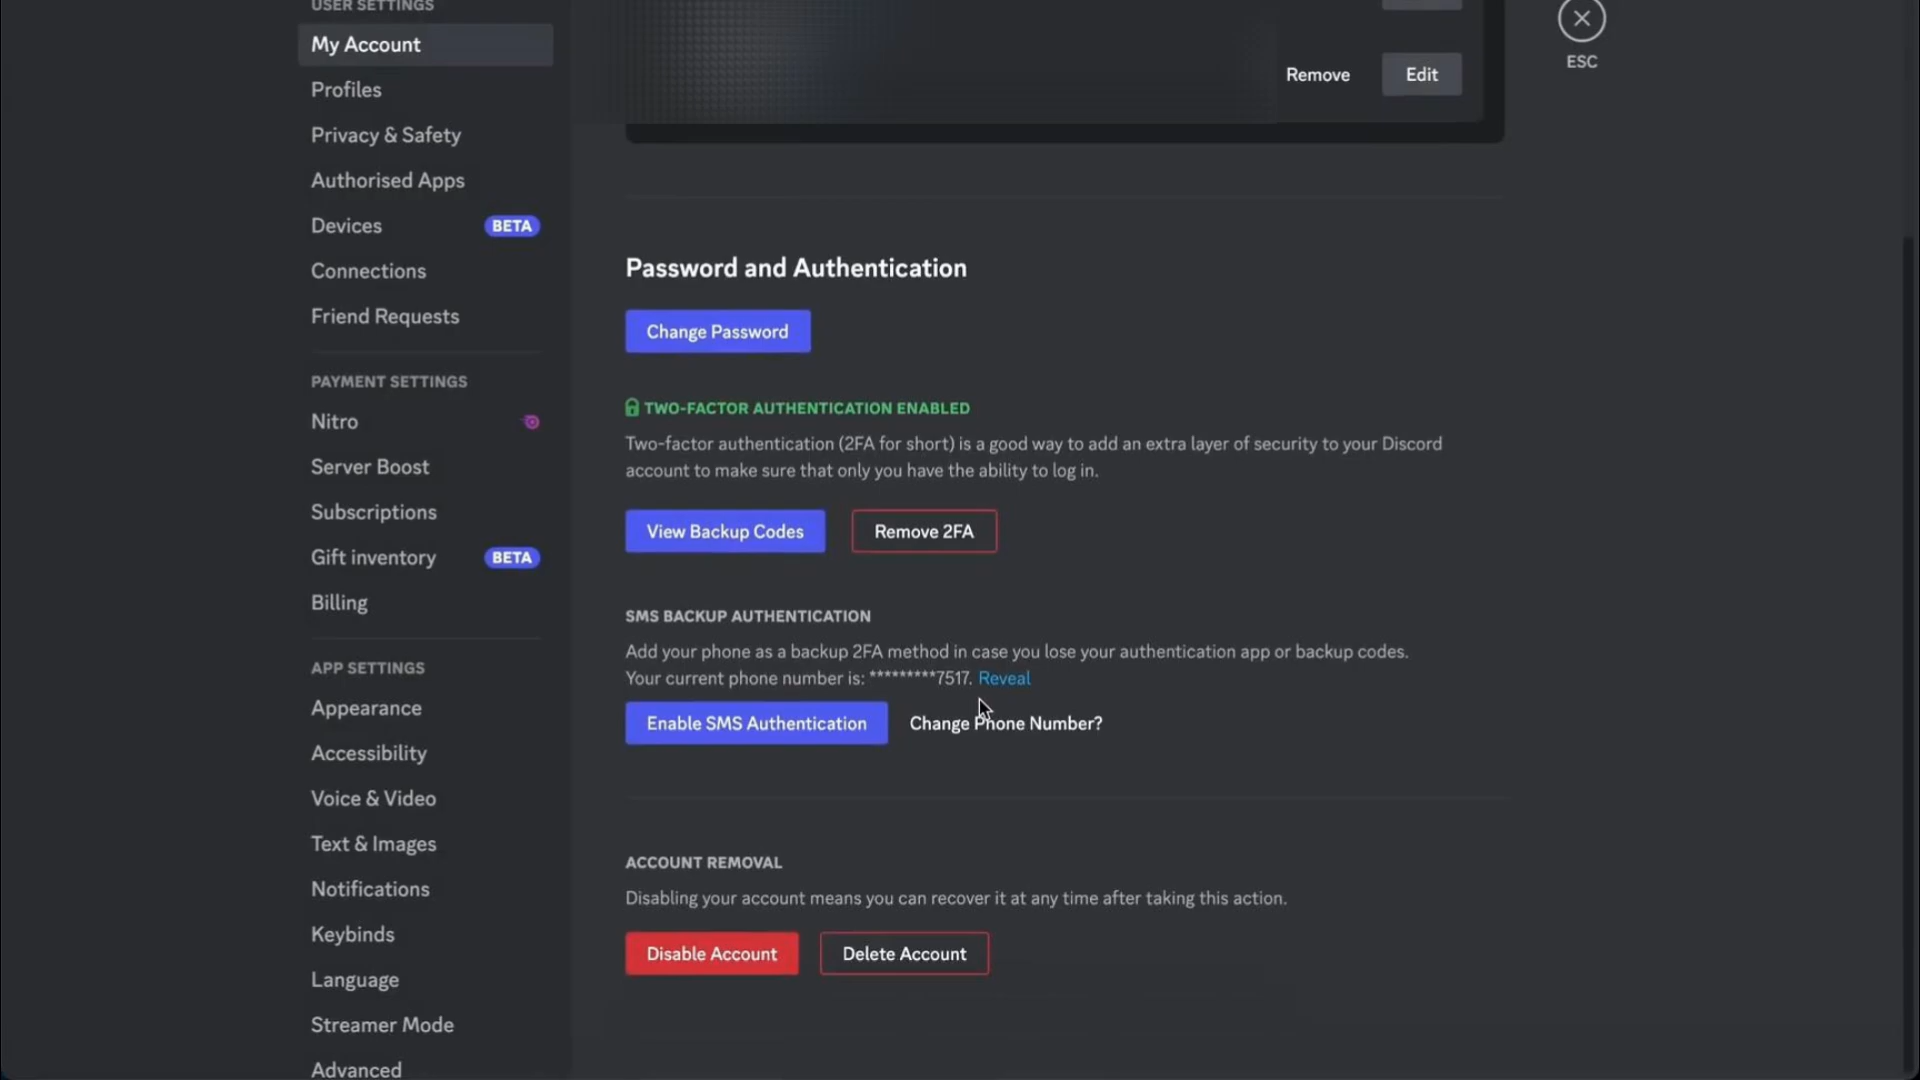 USER SETTINGS
My Account
Profiles
Privacy & Safety
Authorised Apps
Devices BETA
Connections
Friend Requests
PAYMENT SETTINGS
Nitro
Server Boost
Subscriptions
Gift inventory BETA
Billing
APP SETTINGS
Appearance
Accessibility
Voice & Video
Text & Images
Notifications
Keybinds
Language
Streamer Mode
Advanced
Remove Edit
ESC
Password and Authentication
Change Password
TWO-FACTOR AUTHENTICATION ENABLED
Two-factor authentication (2FA for short) is a good way to add an extra layer of security to your Discord
account to make sure that only you have the ability to log in.
View Backup Codes Remove 2FA
SMS BACKUP AUTHENTICATION
Add your phone as a backup 2FA method in case you lose your authentication app or backup codes.
Your current phone number is: *********7517. Reveal
Enable SMS Authentication Change Phone Number?
ACCOUNT REMOVAL
Disabling your account means you can recover it at any time after taking this action.
Disable Account Delete Account